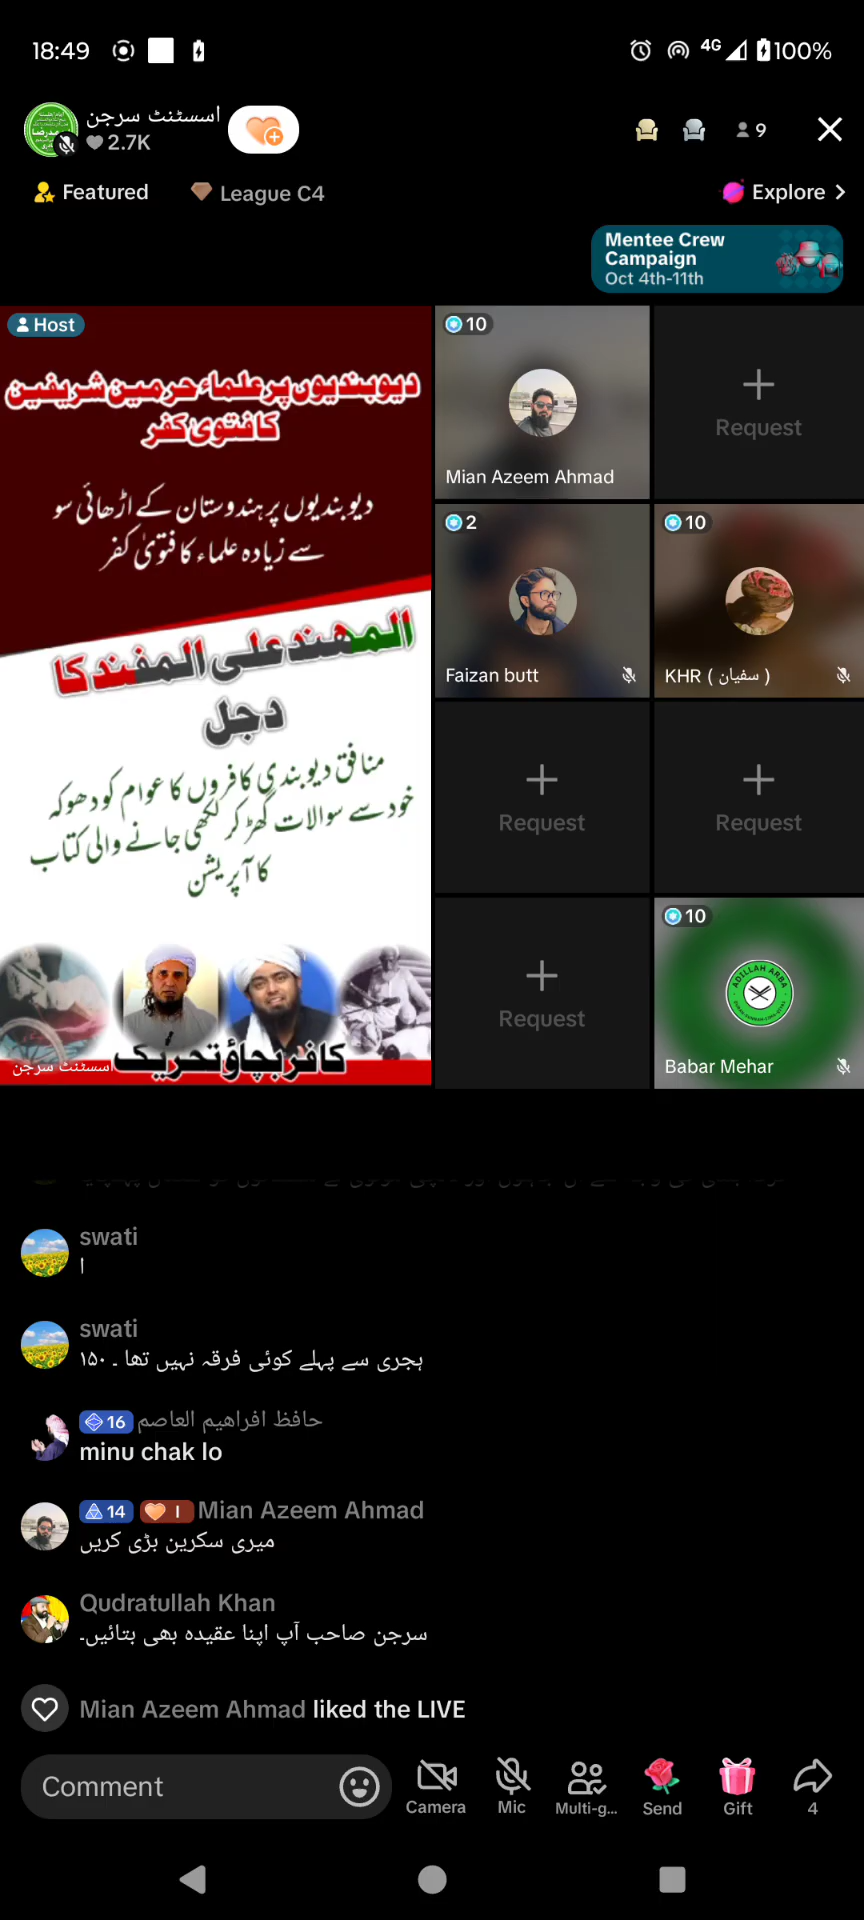 18:49
4G
100%
اسسٹنٹ سرجن
2.7K
9
Featured
League C4
Explore
Mentee Crew
Campaign
Oct 4th-11th
Host
دیوبندیوں پر علماء حرمین شریفین
کا فتویٰ کفر
دیوبندیوں پر ہندوستان کے اڑھائی سو
سے زیادہ علماء کا فتویٰ کفر
المھند علی المفند کا
دجل
منافق دیوبندی کافروں کا عوام کو دھوکہ
خود سے سوالات گھڑ کر لکھی جانے والی کتاب
کا آپریشن
کافر بچاؤ تحریک
اسسٹنٹ سرجن
10
Mian Azeem Ahmad
Request
2
Faizan butt
10
KHR ( سفیان )
Request
Request
Request
10
ADILLAH ARBA
Babar Mehar
swati
ا
swati
ہجری سے پہلے کوئی فرقہ نہیں تھا ۔ ۱۵۰
16 حافظ افراھیم العاصم
minu chak lo
14 I Mian Azeem Ahmad
میری سکرین بڑی کریں
Qudratullah Khan
سرجن صاحب آپ اپنا عقیدہ بھی بتائیں۔
Mian Azeem Ahmad liked the LIVE
Comment
Camera
Mic
Multi-g...
Send
Gift
4